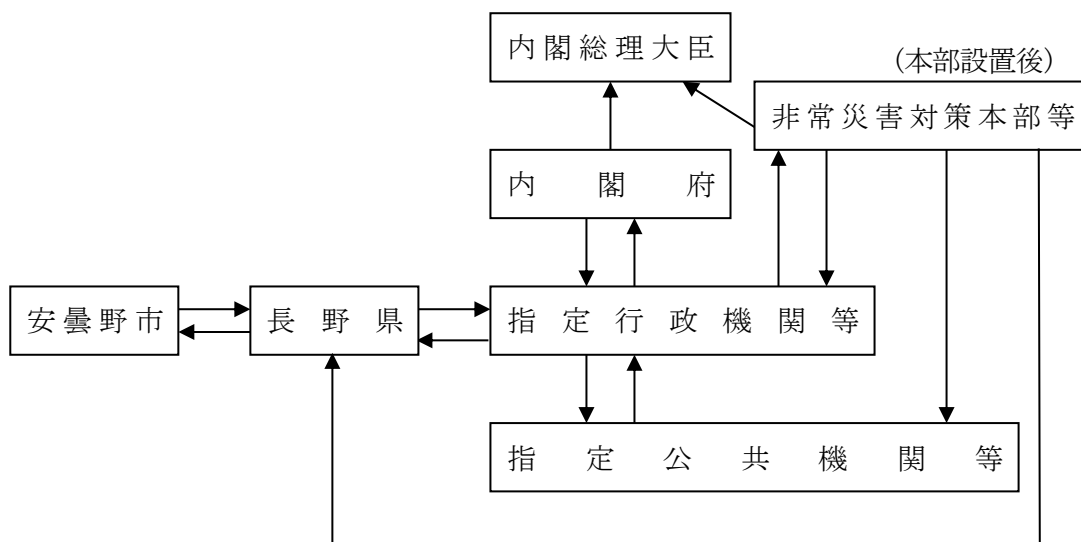 内閣総理大臣
（本部設置後）
非常災害対策本部等
内閣府
安曇野市
長野県
指定行政機関等
指定公共機関等